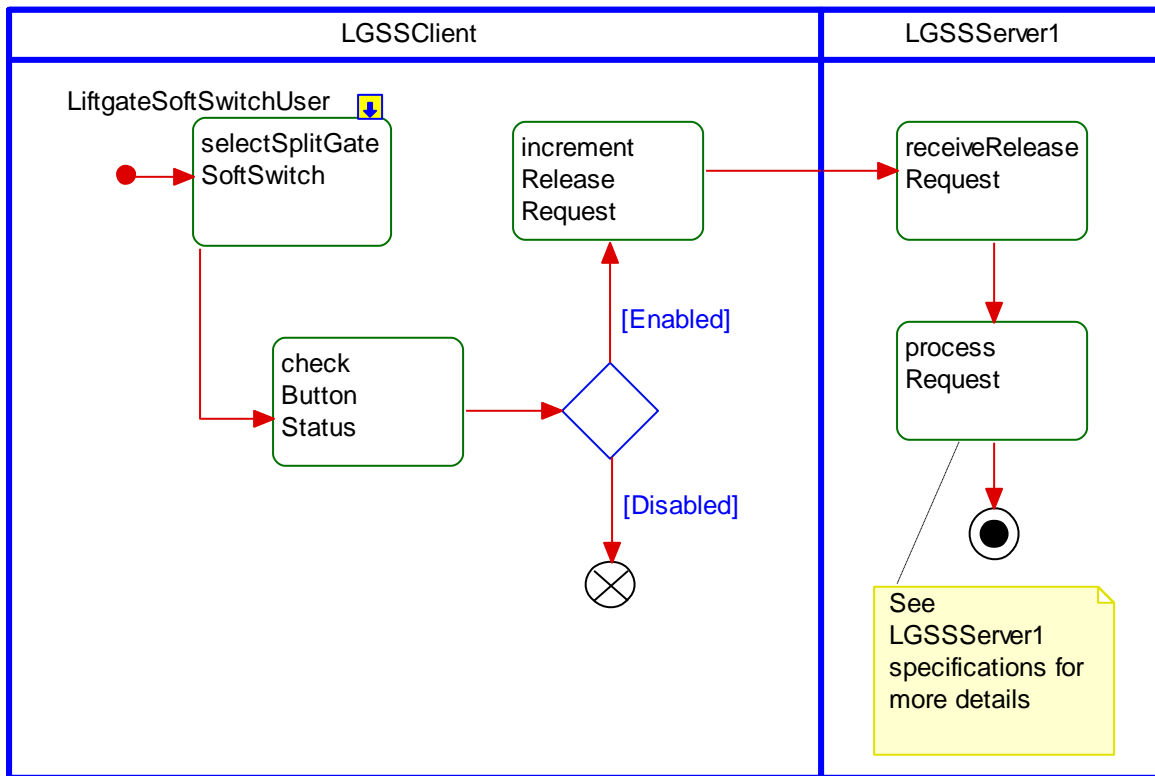 LGSSClient
LGSSServer1
LiftgateSoftSwitchUser
selectSplitGate
SoftSwitch
increment
Release
Request
receiveRelease
Request
[Enabled]
check
Button
Status
process
Request
[Disabled]
See
LGSSServer1
specifications for
more details